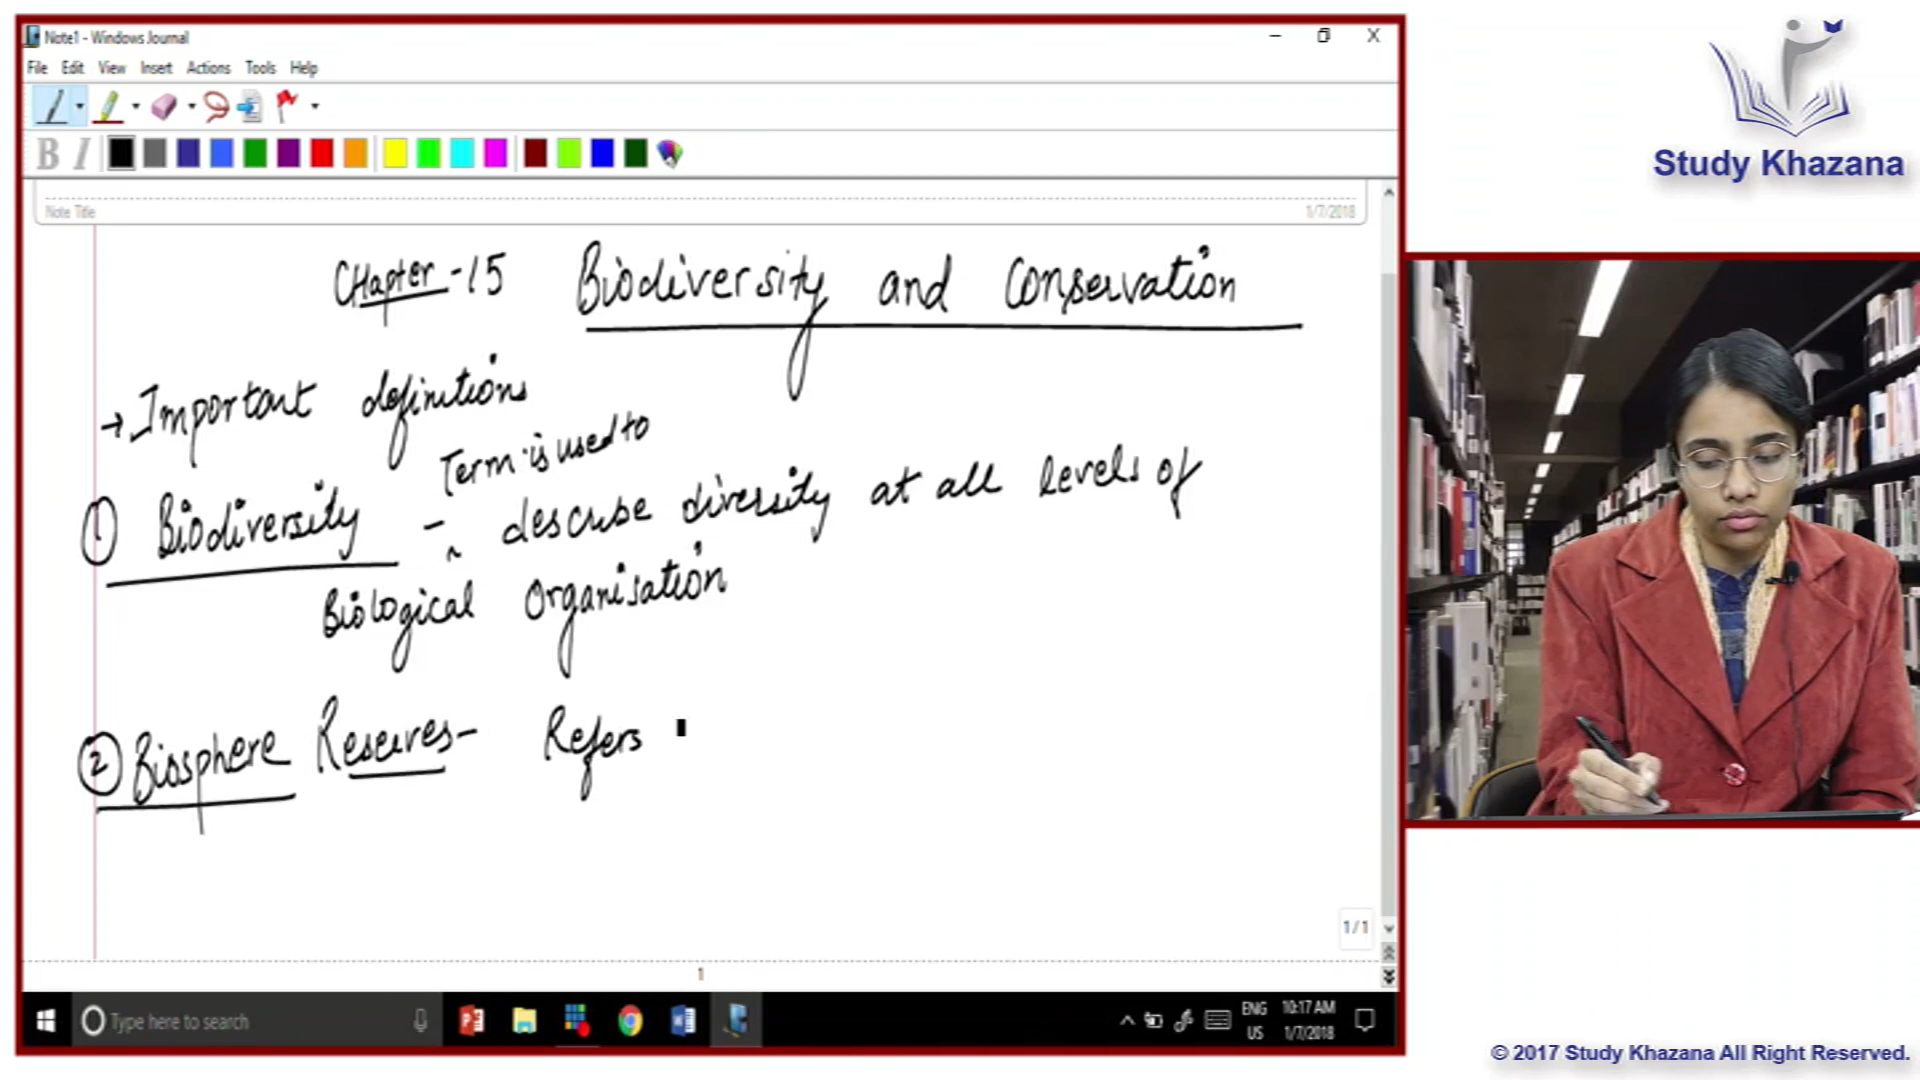 Note1 - Windows Journal
File Edit View Insert Actions Tools Help
B I
Note Title
1/7/2018
CHapter-15 Biodiversity and Conservation
→ Important definitions
Term is used to
① Biodiversity - describe diversity at all levels of
^
Biological Organisation
② Biosphere Reserves- Refers
1/1
1
Type here to search
ENG
US
10:17 AM
1/7/2018
Study Khazana
© 2017 Study Khazana All Right Reserved.